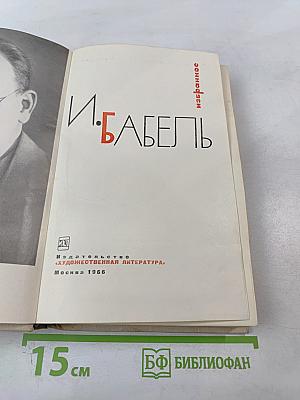 избранное
И. БАБЕЛЬ
Издательство
«ХУДОЖЕСТВЕННАЯ ЛИТЕРАТУРА»
Москва 1966
15 см
БФ БИБЛИОФАН